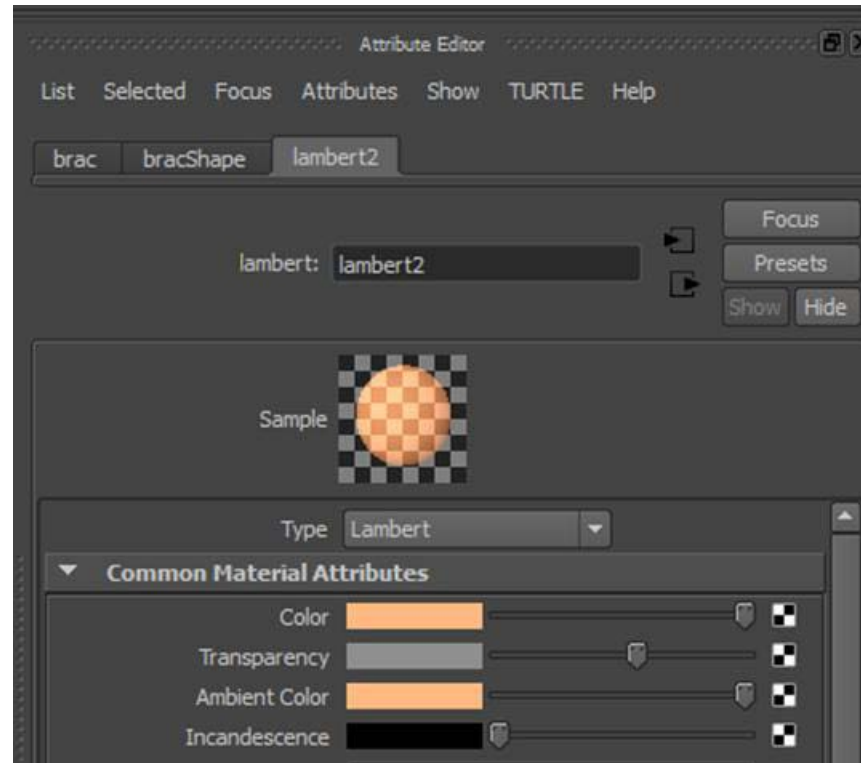 Attribute Editor
List Selected Focus Attributes Show TURTLE Help
brac bracShape lambert2
Focus
lambert: lambert2
Presets
Show Hide
Sample
Type Lambert
Common Material Attributes
Color
Transparency
Ambient Color
Incandescence